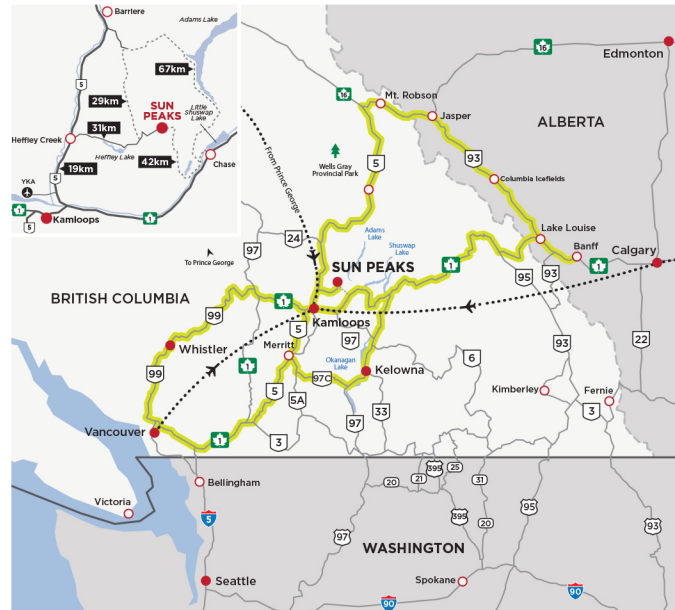 Barriere
Adams Lake
5
67km
29km
SUN
PEAKS
Little
Shuswap
Lake
31km
Heffley Creek
Heffley Lake
42km
Chase
19km
5
YKA
1
1
5
Kamloops
16
Edmonton
16
Mt. Robson
Jasper
ALBERTA
5
93
Wells Gray
Provincial Park
Columbia Icefields
From Prince George
97
24
Adams
Lake
Shuswap
Lake
Lake Louise
Banff
Calgary
1
To Prince George
SUN PEAKS
1
95
93
BRITISH COLUMBIA
99
1
Kamloops
5
97
Merritt
22
Whistler
1
Okanagan
Lake
6
93
99
97C
Kelowna
5
5A
Kimberley
Fernie
33
3
Vancouver
1
3
97
395
25
Bellingham
20
21
31
Victoria
5
395
20
95
97
93
WASHINGTON
Seattle
90
Spokane
90